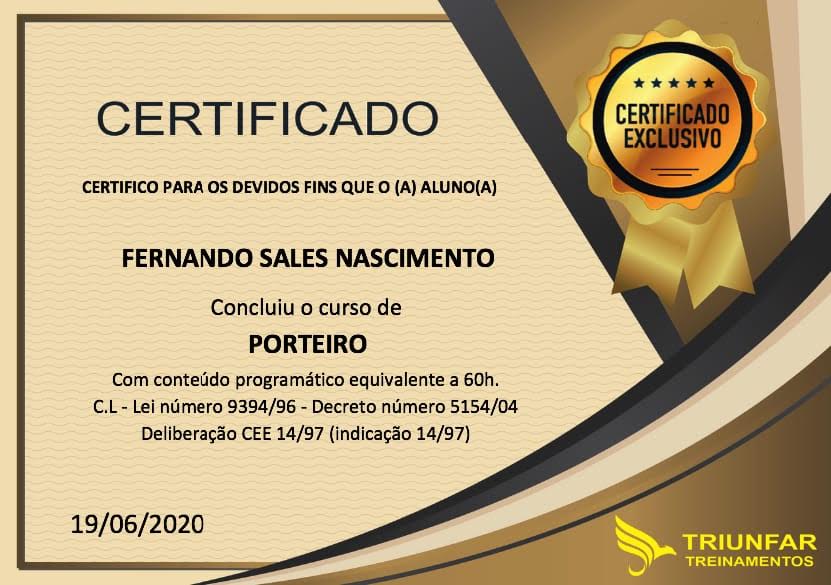 CERTIFICADO
CERTIFICADO
EXCLUSIVO
CERTIFICO PARA OS DEVIDOS FINS QUE O (A) ALUNO(A)
FERNANDO SALES NASCIMENTO
Concluiu o curso de
PORTEIRO
Com conteúdo programático equivalente a 60h.
C.L - Lei número 9394/96 - Decreto número 5154/04
Deliberação CEE 14/97 (indicação 14/97)
19/06/2020
TRIUNFAR
TREINAMENTOS